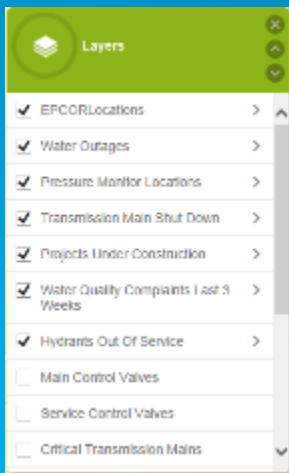 Layers
EPCORLocations
Water Outages
Pressure Monitor Locations
Transmission Main Shut Down
Projects Under Construction
Water Quality Complaints Last 3
Weeks
Hydrants Out Of Service
Main Control Valves
Service Control Valves
Critical Transmission Mains